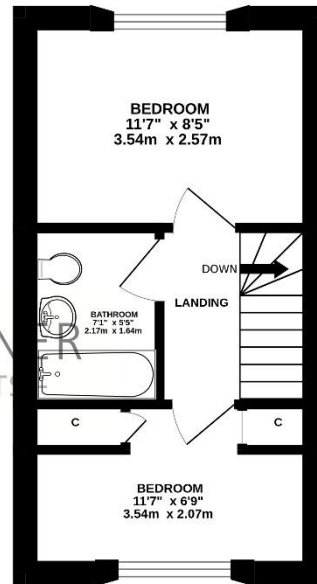 BEDROOM
11'7" x 8'5"
3.54m x 2.57m
DOWN
LANDING
BATHROOM
7'1" x 5'5"
2.17m x 1.64m
C
C
BEDROOM
11'7" x 6'9"
3.54m x 2.07m